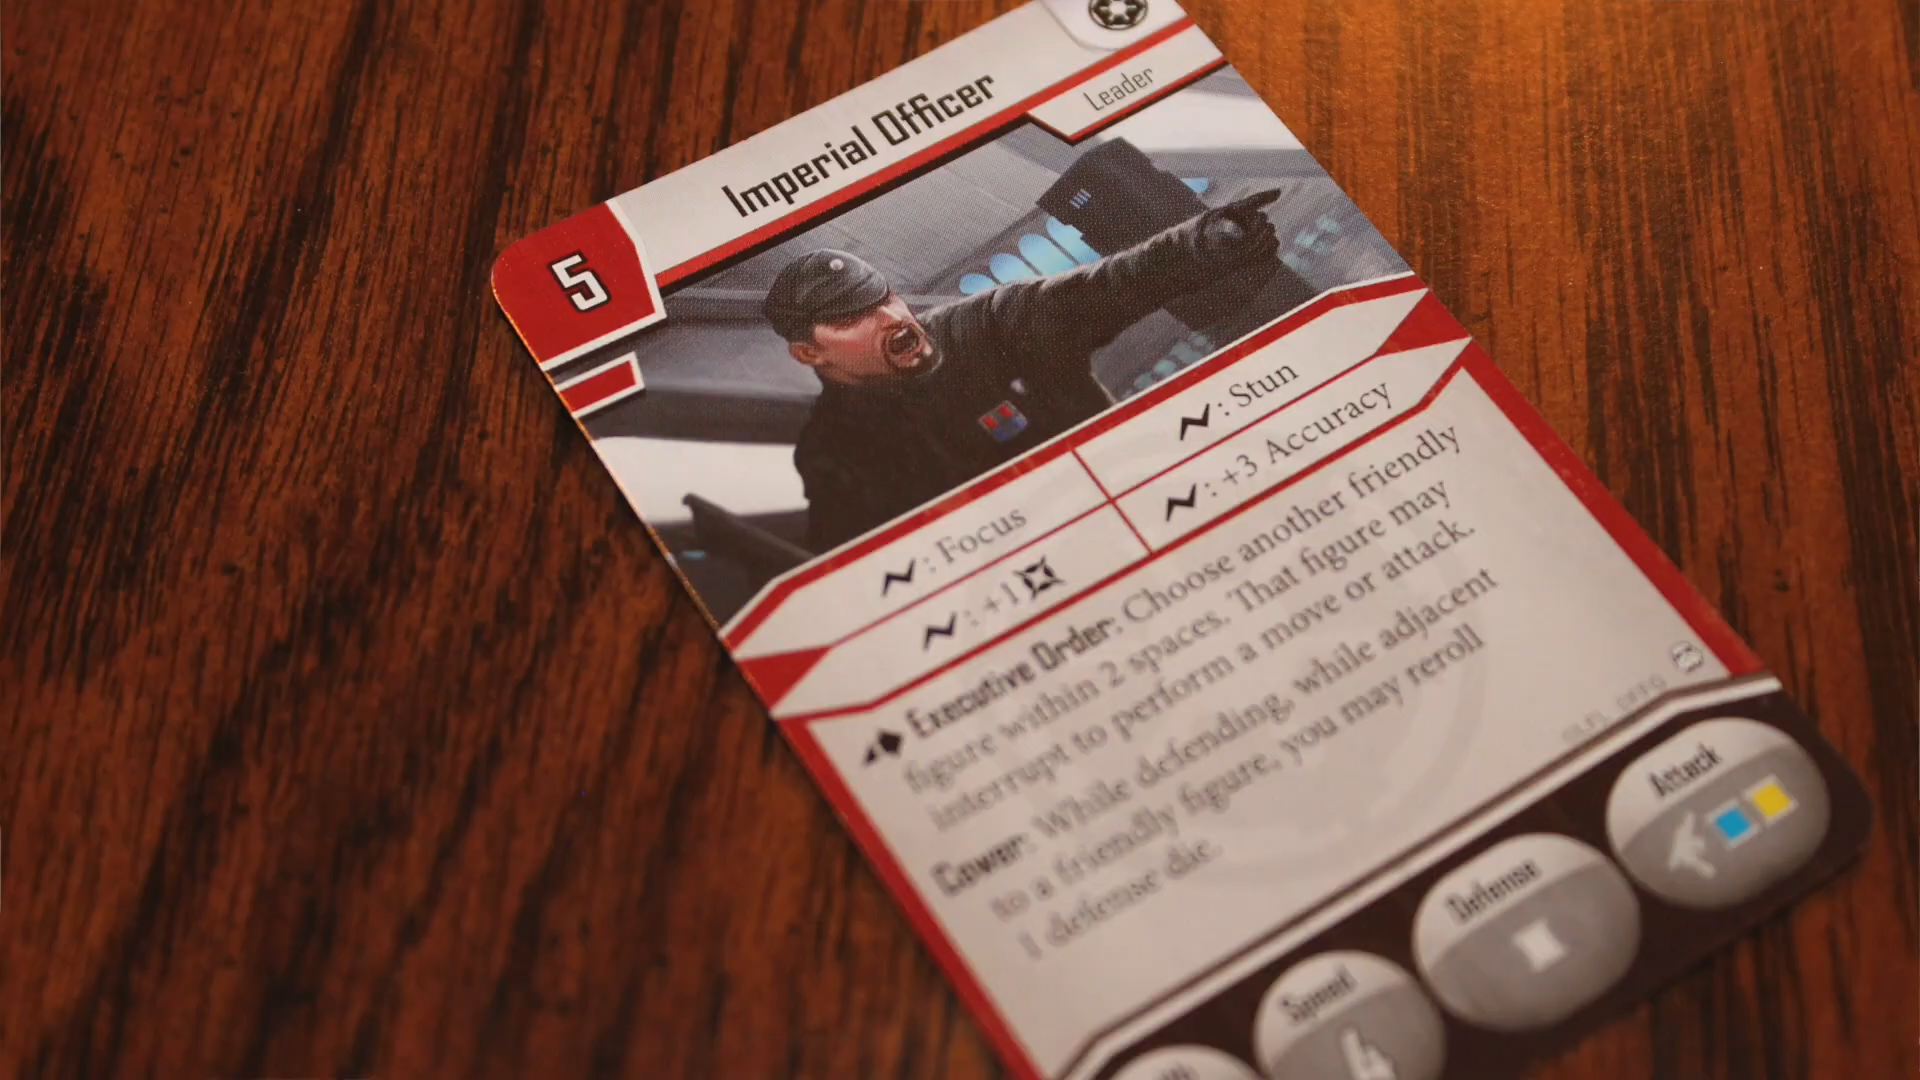 Imperial Officer
Leader
5
: Focus
: Stun
: +1
: +3 Accuracy
Executive Order: Choose another friendly
figure within 2 spaces. That figure may
interrupt to perform a move or attack.
Cower: While defending, while adjacent
to a friendly figure, you may reroll
1 defense die.
Speed
4
Defense
Attack